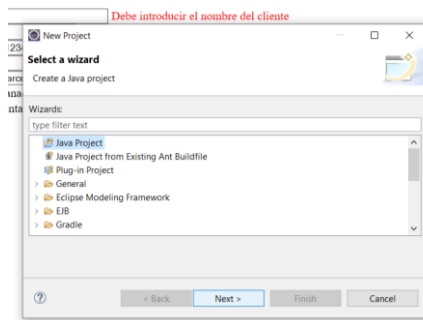 Debe introducir el nombre del cliente
New Project
123
Select a wizard
Create a Java project
Wizards:
type filter text
Java Project
Java Project from Existing Ant Buildfile
Plug-in Project
General
Eclipse Modeling Framework
EJB
Gradle
< Back
Next >
Finish
Cancel